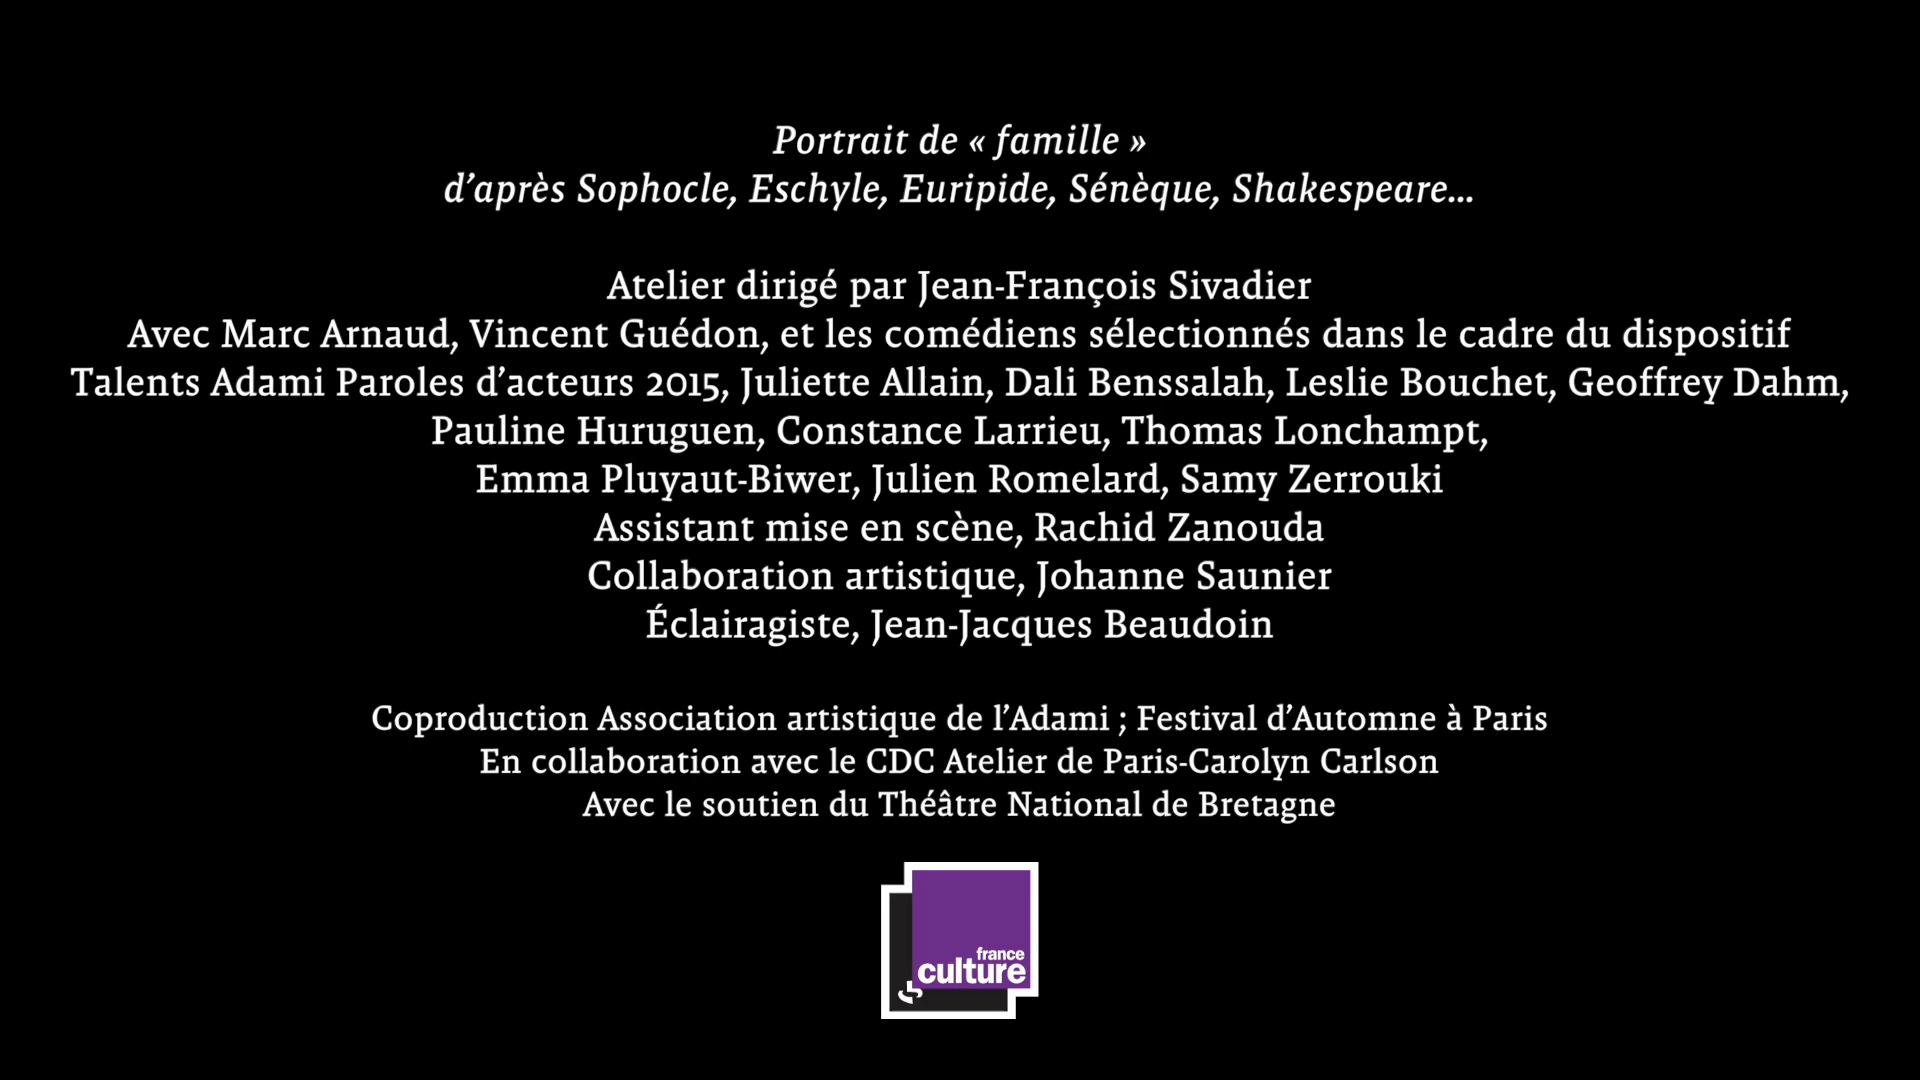 Portrait de « famille »
d’après Sophocle, Eschyle, Euripide, Sénèque, Shakespeare...
Atelier dirigé par Jean-François Sivadier
Avec Marc Arnaud, Vincent Guédon, et les comédiens sélectionnés dans le cadre du dispositif
Talents Adami Paroles d’acteurs 2015, Juliette Allain, Dali Benssalah, Leslie Bouchet, Geoffrey Dahm,
Pauline Huruguen, Constance Larrieu, Thomas Lonchampt,
Emma Pluyaut-Biwer, Julien Romelard, Samy Zerrouki
Assistant mise en scène, Rachid Zanouda
Collaboration artistique, Johanne Saunier
Éclairagiste, Jean-Jacques Beaudoin
Coproduction Association artistique de l’Adami ; Festival d’Automne à Paris
En collaboration avec le CDC Atelier de Paris-Carolyn Carlson
Avec le soutien du Théâtre National de Bretagne
france
culture